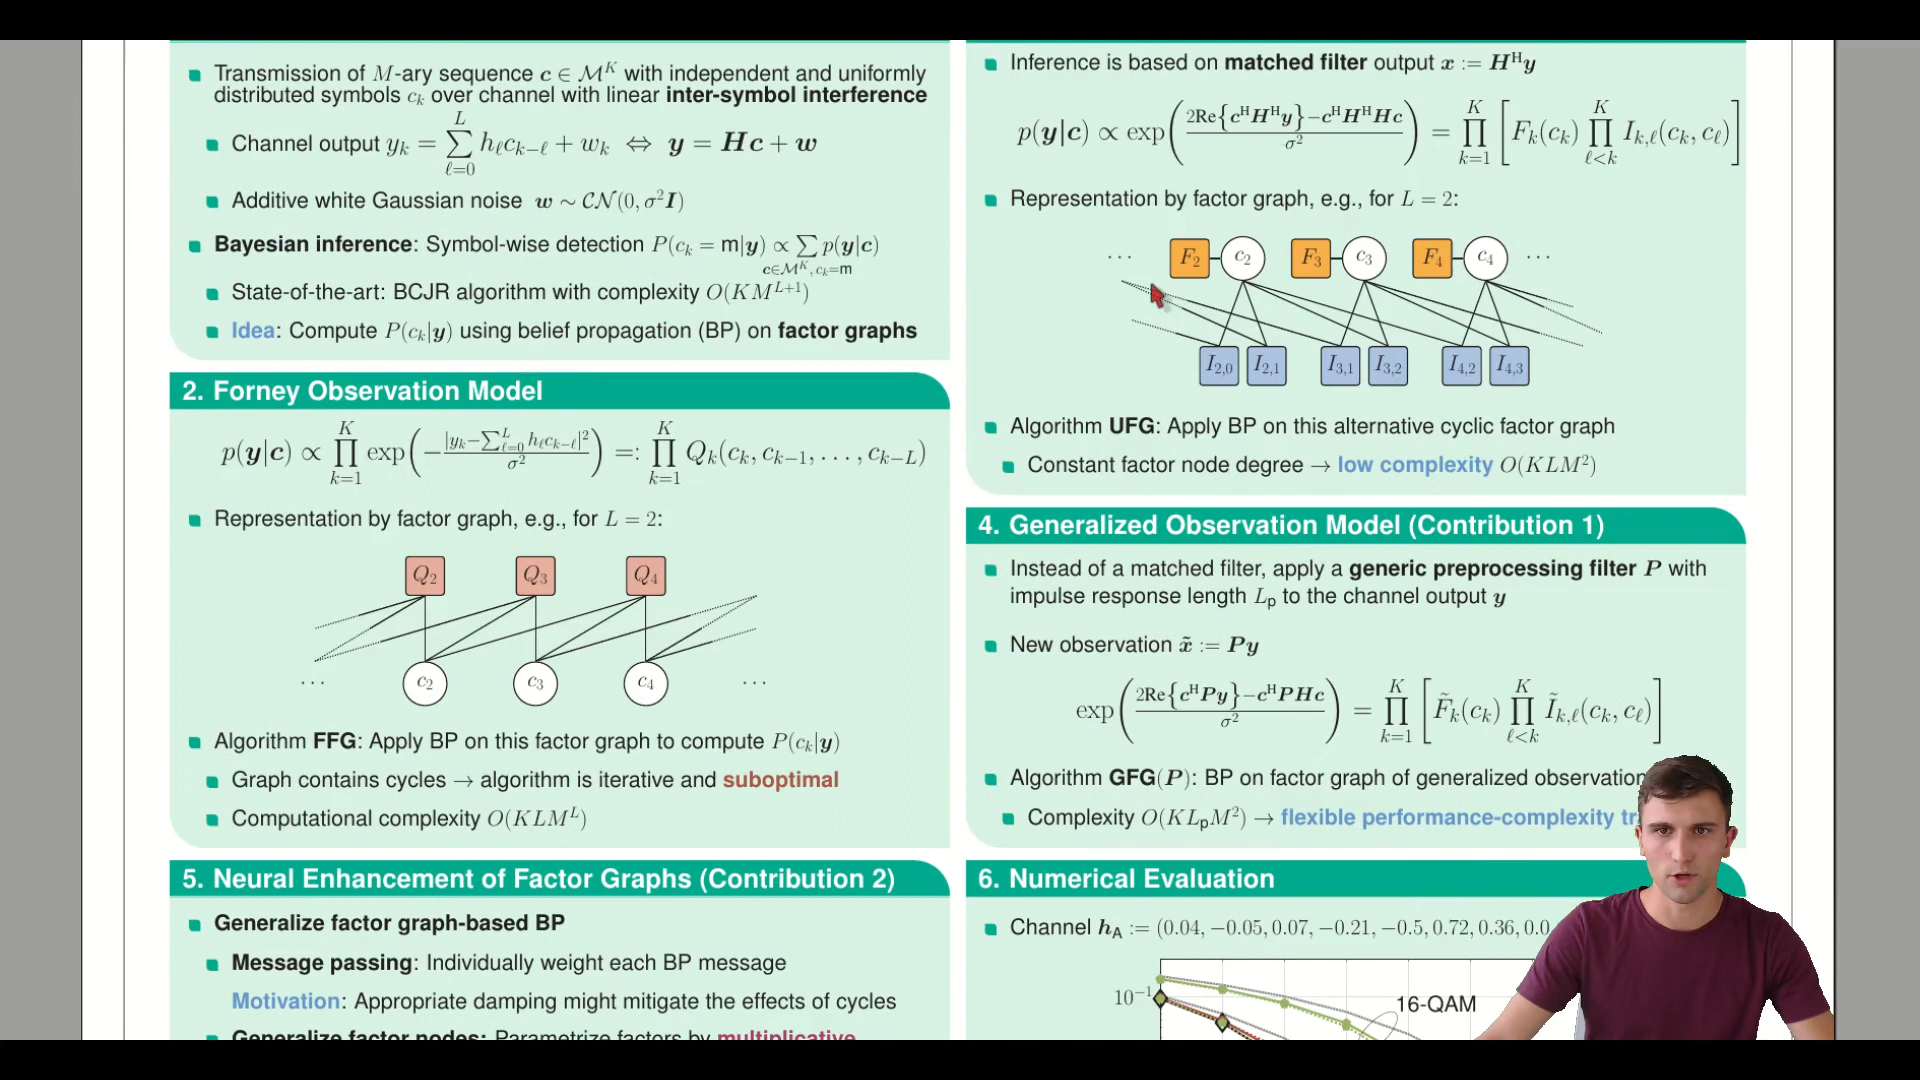 Transmission of M-ary sequence c ∈ M^K with independent and uniformly
distributed symbols c_k over channel with linear inter-symbol interference
Channel output y_k = ∑_{ℓ=0}^{L} h_ℓ c_{k−ℓ} + w_k ⇔ y = Hc + w
Additive white Gaussian noise w ∼ CN(0, σ²I)
Bayesian inference: Symbol-wise detection P(c_k = m|y) ∝ ∑_{c∈M^K, c_k=m} p(y|c)
State-of-the-art: BCJR algorithm with complexity O(KM^{L+1})
Idea: Compute P(c_k|y) using belief propagation (BP) on factor graphs
2. Forney Observation Model
p(y|c) ∝ ∏_{k=1}^{K} exp(−|y_k−∑_{ℓ=0}^{L} h_ℓ c_{k−ℓ}|²/σ²) =: ∏_{k=1}^{K} Q_k(c_k, c_{k−1}, . . . , c_{k−L})
Representation by factor graph, e.g., for L = 2:
Q_2 Q_3 Q_4
· · · c_2 c_3 c_4 · · ·
Algorithm FFG: Apply BP on this factor graph to compute P(c_k|y)
Graph contains cycles → algorithm is iterative and suboptimal
Computational complexity O(KLM^L)
5. Neural Enhancement of Factor Graphs (Contribution 2)
Generalize factor graph-based BP
Message passing: Individually weight each BP message
Motivation: Appropriate damping might mitigate the effects of cycles
Generalize factor nodes: Parametrize factors by multiplicative
Inference is based on matched filter output x := H^H y
p(y|c) ∝ exp((2Re{c^H H^H y}−c^H H^H Hc)/σ²) = ∏_{k=1}^{K} [F_k(c_k) ∏_{ℓ<k}^{K} I_{k,ℓ}(c_k, c_ℓ)]
Representation by factor graph, e.g., for L = 2:
· · · F_2 c_2 F_3 c_3 F_4 c_4 · · ·
I_{2,0} I_{2,1} I_{3,1} I_{3,2} I_{4,2} I_{4,3}
Algorithm UFG: Apply BP on this alternative cyclic factor graph
Constant factor node degree → low complexity O(KLM²)
4. Generalized Observation Model (Contribution 1)
Instead of a matched filter, apply a generic preprocessing filter P with
impulse response length L_p to the channel output y
New observation x̃ := Py
exp((2Re{c^H Py}−c^H PHc)/σ²) = ∏_{k=1}^{K} [F̃_k(c_k) ∏_{ℓ<k}^{K} Ĩ_{k,ℓ}(c_k, c_ℓ)]
Algorithm GFG(P): BP on factor graph of generalized observation
Complexity O(KL_pM²) → flexible performance-complexity
6. Numerical Evaluation
Channel h_A := (0.04, −0.05, 0.07, −0.21, −0.5, 0.72, 0.36, 0.0
10^{−1}
16-QAM